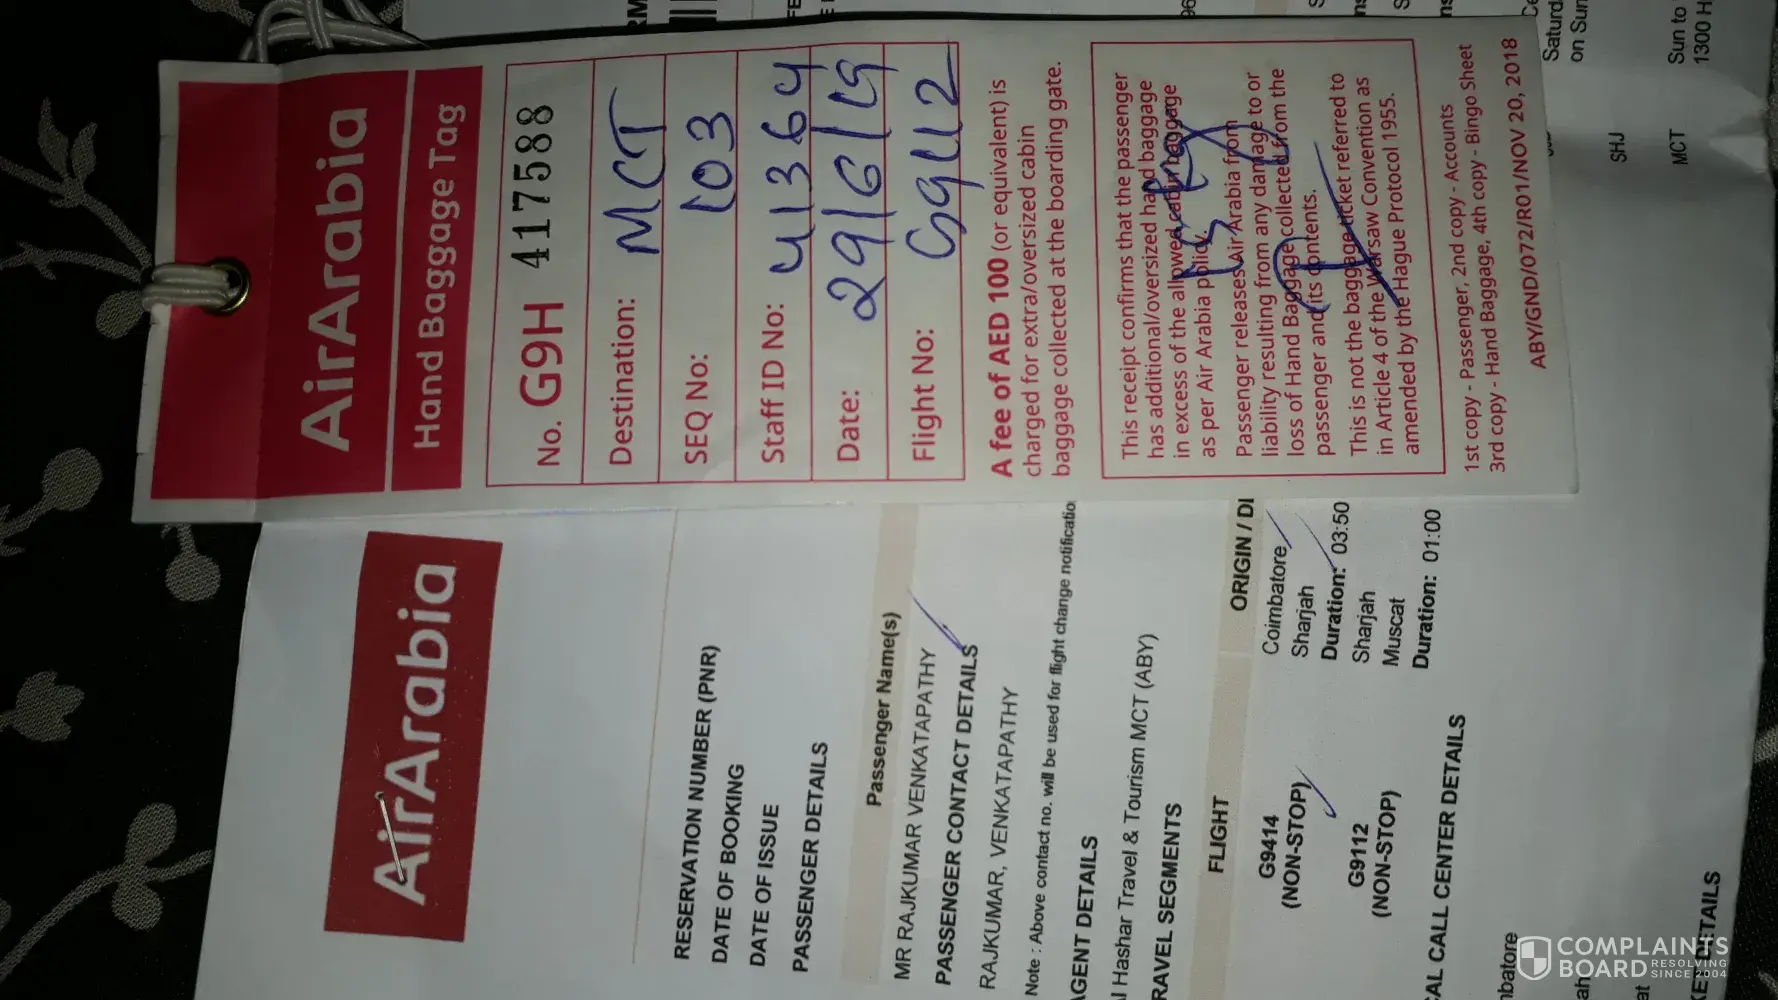 AirArabia
Hand Baggage Tag
No. G9H 417588
Destination: MCT
SEQ No: 103
Staff ID No: 41364
Date: 29/6/19
Flight No: G9112
A fee of AED 100 (or equivalent) is
charged for extra/oversized cabin
baggage collected at the boarding gate.
This receipt confirms that the passenger
has additional/oversized hand baggage
in excess of the allowed cabin baggage
as per Air Arabia policy.
Passenger releases Air Arabia from
liability resulting from any damage to or
loss of Hand Baggage collected from the
passenger and its contents.
This is not the baggage ticket referred to
in Article 4 of the Warsaw Convention as
amended by the Hague Protocol 1955.
1st copy - Passenger, 2nd copy - Accounts
3rd copy - Hand Baggage, 4th copy - Bingo Sheet
ABY/GND/072/R01/NOV 20, 2018
AirArabia
RESERVATION NUMBER (PNR)
DATE OF BOOKING
DATE OF ISSUE
PASSENGER DETAILS
Passenger Name(s)
MR RAJKUMAR VENKATAPATHY
PASSENGER CONTACT DETAILS
RAJKUMAR, VENKATAPATHY
Note : Above contact no. will be used for flight change notificatio
AGENT DETAILS
l Hashar Travel & Tourism MCT (ABY)
RAVEL SEGMENTS
FLIGHT ORIGIN / D
G9414 Coimbatore
(NON-STOP) Sharjah
Duration: 03:50
G9112 Sharjah
(NON-STOP) Muscat
Duration: 01:00
CAL CALL CENTER DETAILS
mbatore
jah
at
KET DETAILS
Saturd
on Sun
SHJ
MCT
Sun to
1300 H
COMPLAINTS
BOARD RESOLVING
SINCE 2004